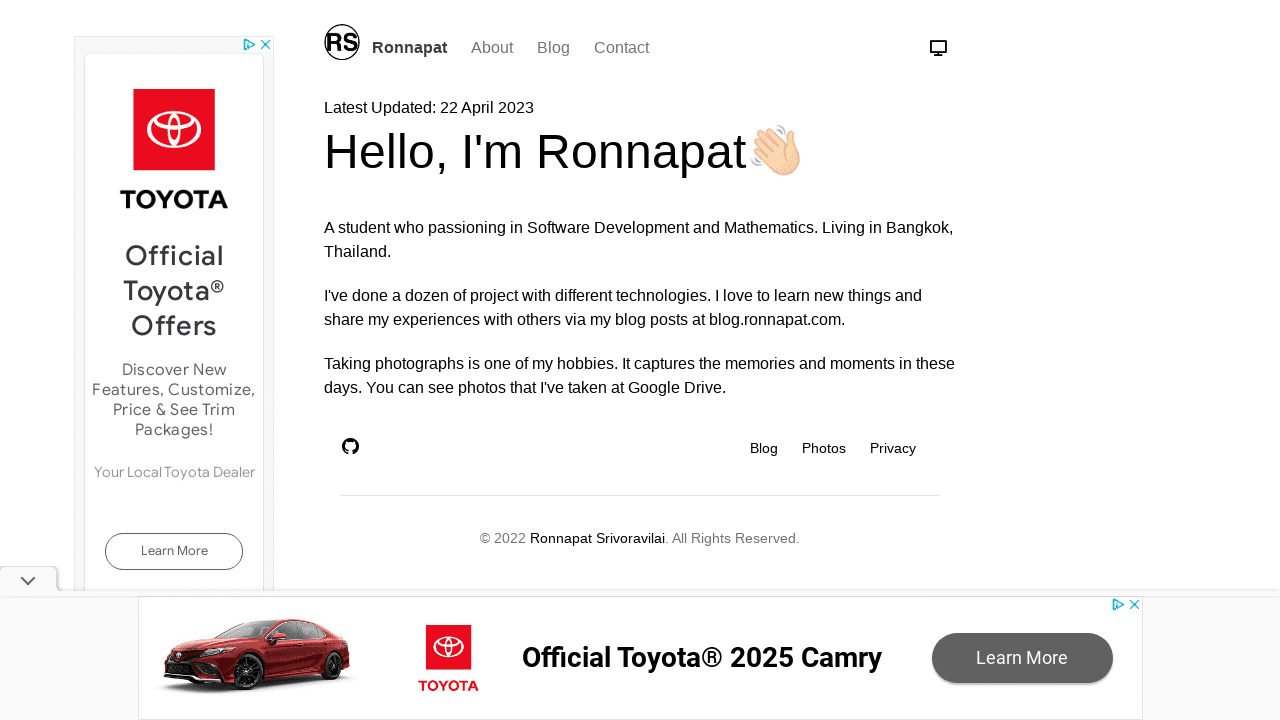 RS Ronnapat About Blog Contact
Latest Updated: 22 April 2023
Hello, I'm Ronnapat👋🏻
A student who passioning in Software Development and Mathematics. Living in Bangkok,
Thailand.
I've done a dozen of project with different technologies. I love to learn new things and
share my experiences with others via my blog posts at blog.ronnapat.com.
Taking photographs is one of my hobbies. It captures the memories and moments in these
days. You can see photos that I've taken at Google Drive.
Blog Photos Privacy
© 2022 Ronnapat Srivoravilai. All Rights Reserved.
TOYOTA
Official
Toyota®
Offers
Discover New
Features, Customize,
Price & See Trim
Packages!
Your Local Toyota Dealer
Learn More
TOYOTA
Official Toyota® 2025 Camry
Learn More